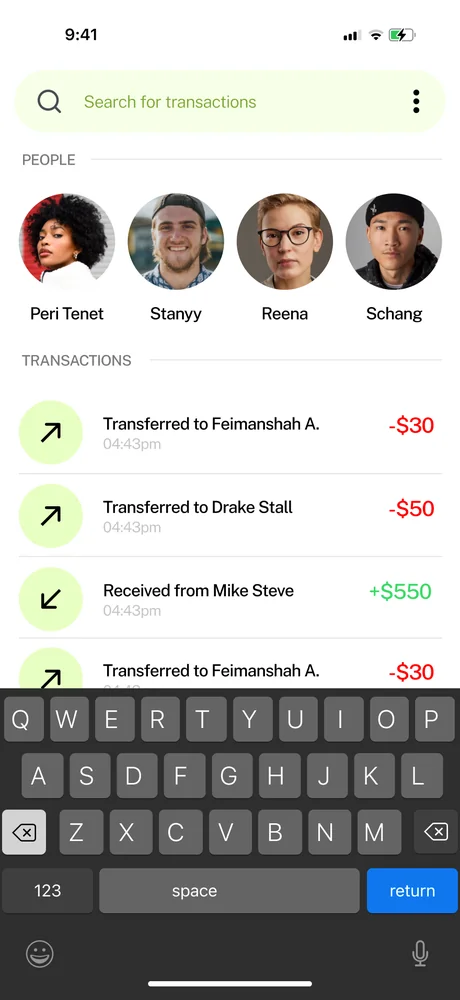 9:41
Search for transactions
PEOPLE
Peri Tenet Stanyy Reena Schang
TRANSACTIONS
Transferred to Feimanshah A. -$30
04:43pm
Transferred to Drake Stall -$50
04:43pm
Received from Mike Steve +$550
04:43pm
Transferred to Feimanshah A. -$30
Q W E R T Y U I O P
A S D F G H J K L
Z X C V B N M
123 space return